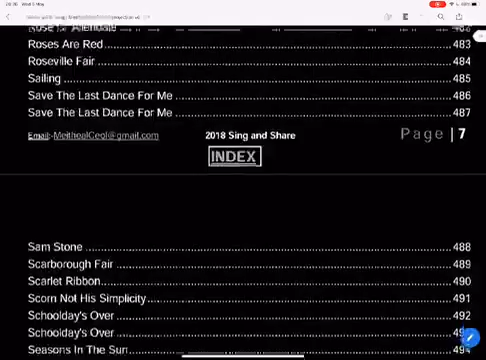 Roses Are Red 483
Roseville Fair 484
Sailing 485
Save The Last Dance For Me 486
Save The Last Dance For Me 487
Email:-MeithealCeol@gmail.com 2018 Sing and Share Page | 7
INDEX
Sam Stone 488
Scarborough Fair 489
Scarlet Ribbon 490
Scorn Not His Simplicity 491
Schoolday's Over 492
Schoolday's Over
Seasons In The Sun 494